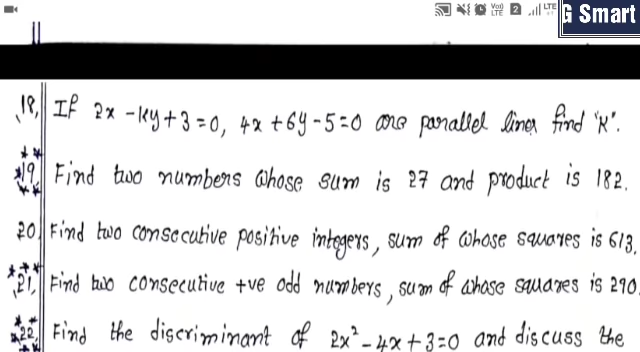 G Smart
18, If 2x - ky + 3 = 0, 4x + 6y - 5 = 0 are parallel lines find "K".
19, Find two numbers whose sum is 27 and product is 182.
20, Find two consecutive positive integers, sum of whose squares is 613.
21, Find two consecutive +ve odd numbers, sum of whose squares is 290.
22, Find the discriminant of 2x² - 4x + 3 = 0 and discuss the